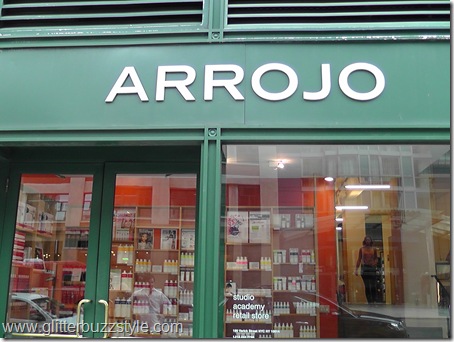 ARROJO
studio
academy
retail store
www.glitterbuzzstyle.com